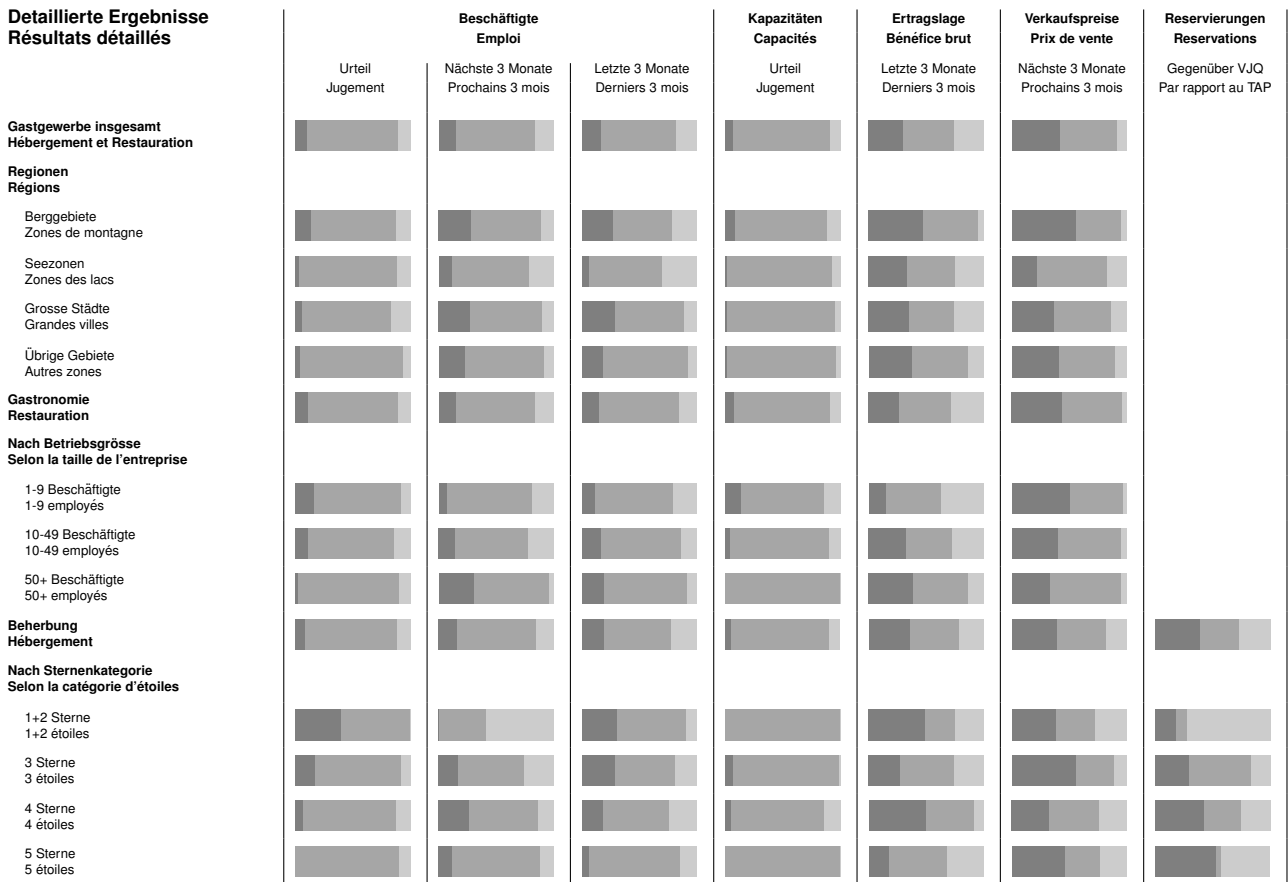 Detaillierte Ergebnisse
Résultats détaillés
Beschäftigte
Emploi
Kapazitäten
Capacités
Ertragslage
Bénéfice brut
Verkaufspreise
Prix de vente
Reservierungen
Reservations
Urteil
Jugement
Nächste 3 Monate
Prochains 3 mois
Letzte 3 Monate
Derniers 3 mois
Urteil
Jugement
Letzte 3 Monate
Derniers 3 mois
Nächste 3 Monate
Prochains 3 mois
Gegenüber VJQ
Par rapport au TAP
Gastgewerbe insgesamt
Hébergement et Restauration
Regionen
Régions
Berggebiete
Zones de montagne
Seezonen
Zones des lacs
Grosse Städte
Grandes villes
Übrige Gebiete
Autres zones
Gastronomie
Restauration
Nach Betriebsgrösse
Selon la taille de l'entreprise
1-9 Beschäftigte
1-9 employés
10-49 Beschäftigte
10-49 employés
50+ Beschäftigte
50+ employés
Beherbung
Hébergement
Nach Sternenkategorie
Selon la catégorie d'étoiles
1+2 Sterne
1+2 étoiles
3 Sterne
3 étoiles
4 Sterne
4 étoiles
5 Sterne
5 étoiles